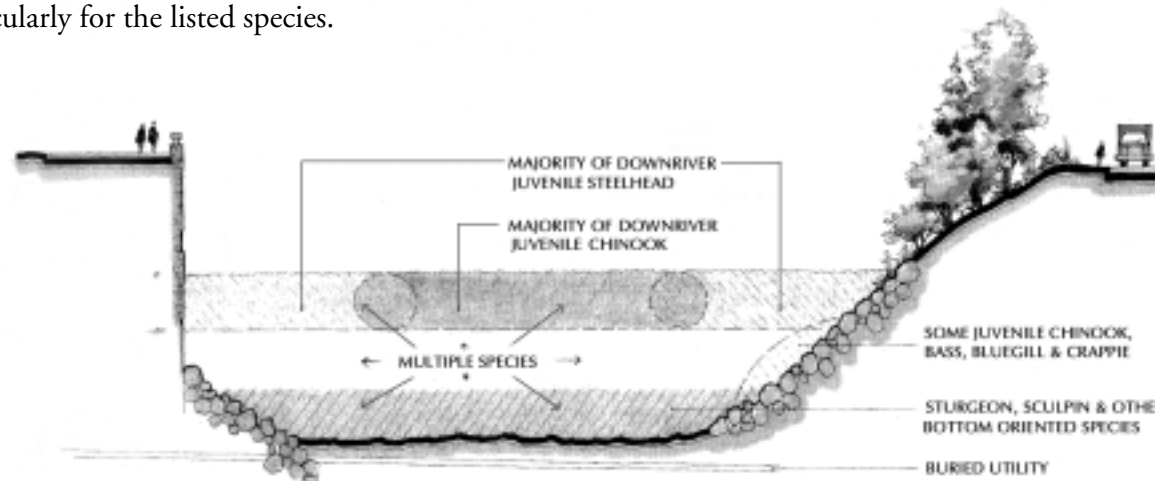 cularly for the listed species.
MAJORITY OF DOWNRIVER
JUVENILE STEELHEAD
MAJORITY OF DOWNRIVER
JUVENILE CHINOOK
MULTIPLE SPECIES
SOME JUVENILE CHINOOK,
BASS, BLUEGILL & CRAPPIE
STURGEON, SCULPIN & OTHE
BOTTOM ORIENTED SPECIES
BURIED UTILITY